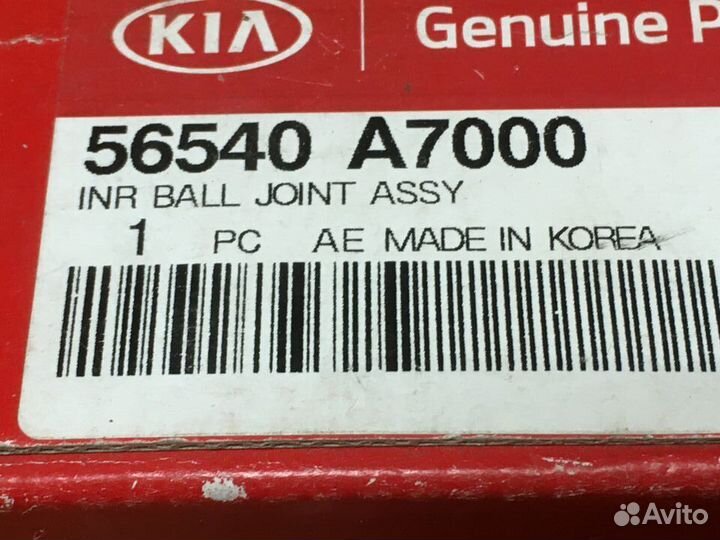 KIA
Genuine P
56540 A7000
INR BALL JOINT ASSY
1 PC AE MADE IN KOREA
Avito